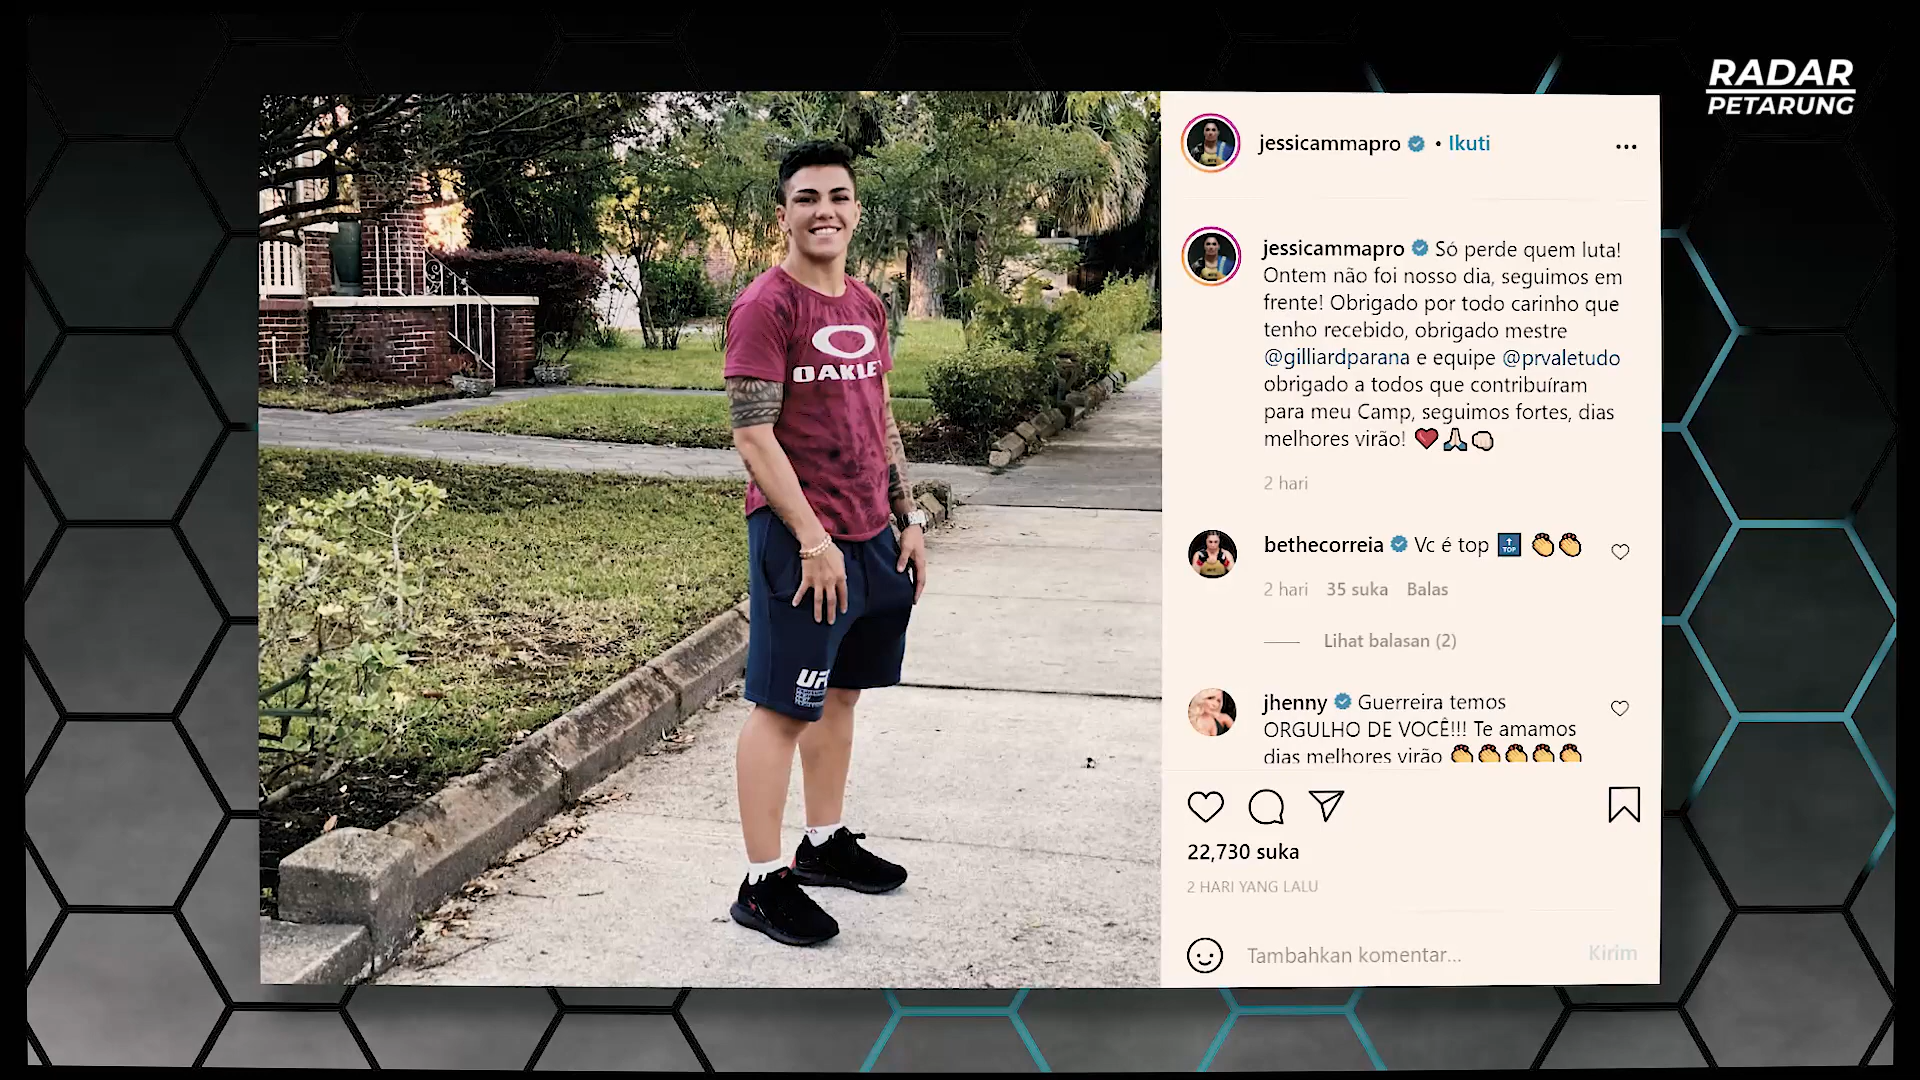 RADAR
PETARUNG
jessicammapro • Ikuti
jessicammapro Só perde quem luta!
Ontem não foi nosso dia, seguimos em
frente! Obrigado por todo carinho que
tenho recebido, obrigado mestre
@gilliardparana e equipe @prvaletudo
obrigado a todos que contribuíram
para meu Camp, seguimos fortes, dias
melhores virão! ❤️🙏🏻👊🏻
2 hari
bethecorreia Vc é top 🔝 👏👏
2 hari 35 suka Balas
Lihat balasan (2)
jhenny Guerreira temos
ORGULHO DE VOCÊ!!! Te amamos
dias melhores virão 👏👏👏👏👏
22,730 suka
2 HARI YANG LALU
Tambahkan komentar... Kirim
OAKLEY
UFC